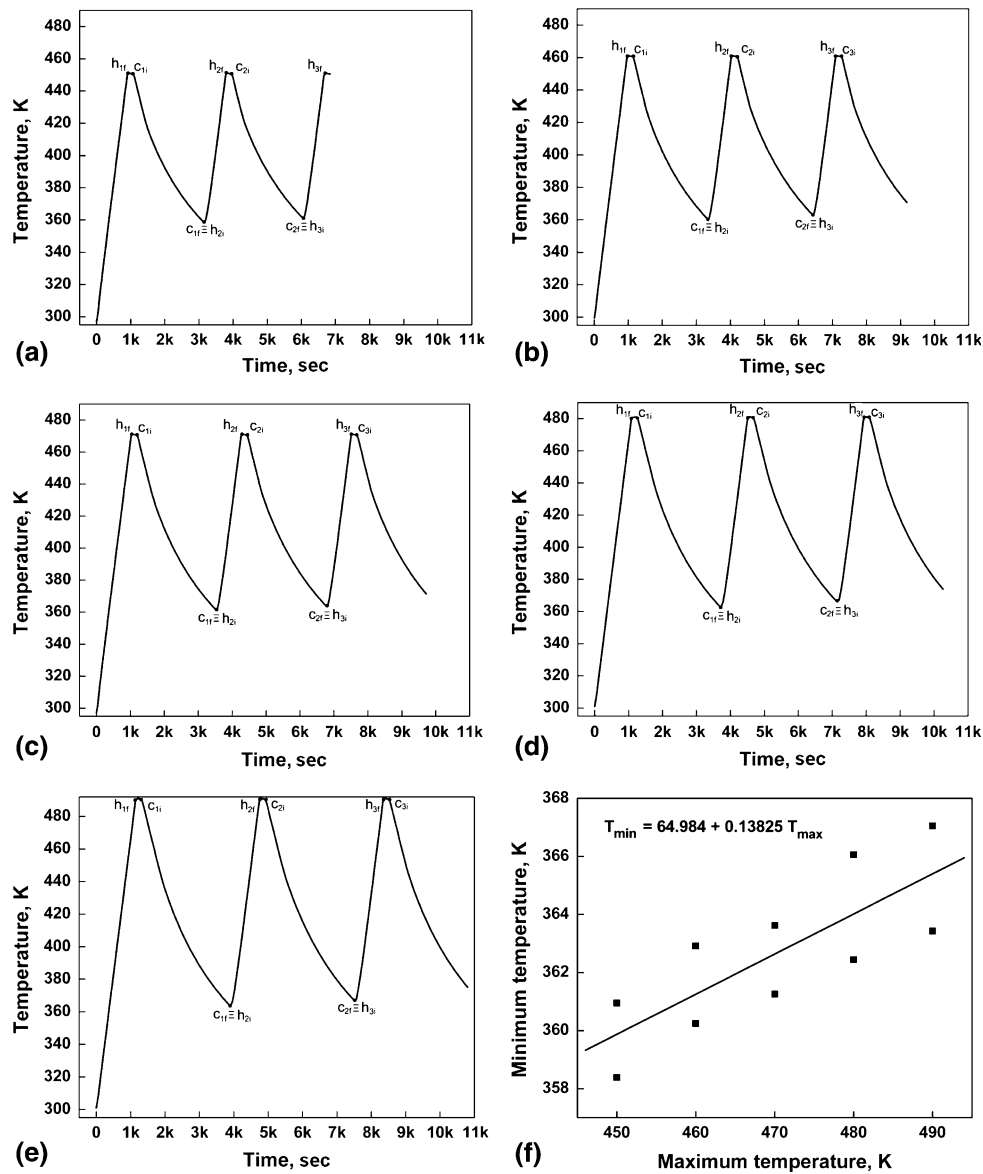 480
460
440
420
400
380
360
340
320
300
Temperature, K
h1f c1i
h2f c2i
h3f
c1f ≡ h2i
c2f ≡ h3i
0 1k 2k 3k 4k 5k 6k 7k 8k 9k 10k 11k
Time, sec
(a)
480
460
440
420
400
380
360
340
320
300
Temperature, K
h1f c1i
h2f c2i
h3f c3i
c1f ≡ h2i
c2f ≡ h3i
0 1k 2k 3k 4k 5k 6k 7k 8k 9k 10k 11k
Time, sec
(b)
480
460
440
420
400
380
360
340
320
300
Temperature, K
h1f c1i
h2f c2i
h3f c3i
c1f ≡ h2i
c2f ≡ h3i
0 1k 2k 3k 4k 5k 6k 7k 8k 9k 10k 11k
Time, sec
(c)
480
460
440
420
400
380
360
340
320
300
Temperature, K
h1f c1i
h2f c2i
h3f c3i
c1f ≡ h2i
c2f ≡ h3i
0 1k 2k 3k 4k 5k 6k 7k 8k 9k 10k 11k
Time, sec
(d)
480
460
440
420
400
380
360
340
320
300
Temperature, K
h1f c1i
h2f c2i
h3f c3i
c1f ≡ h2i
c2f ≡ h3i
0 1k 2k 3k 4k 5k 6k 7k 8k 9k 10k 11k
Time, sec
(e)
368
366
364
362
360
358
Minimum temperature, K
Tmin = 64.984 + 0.13825 Tmax
450 460 470 480 490
Maximum temperature, K
(f)